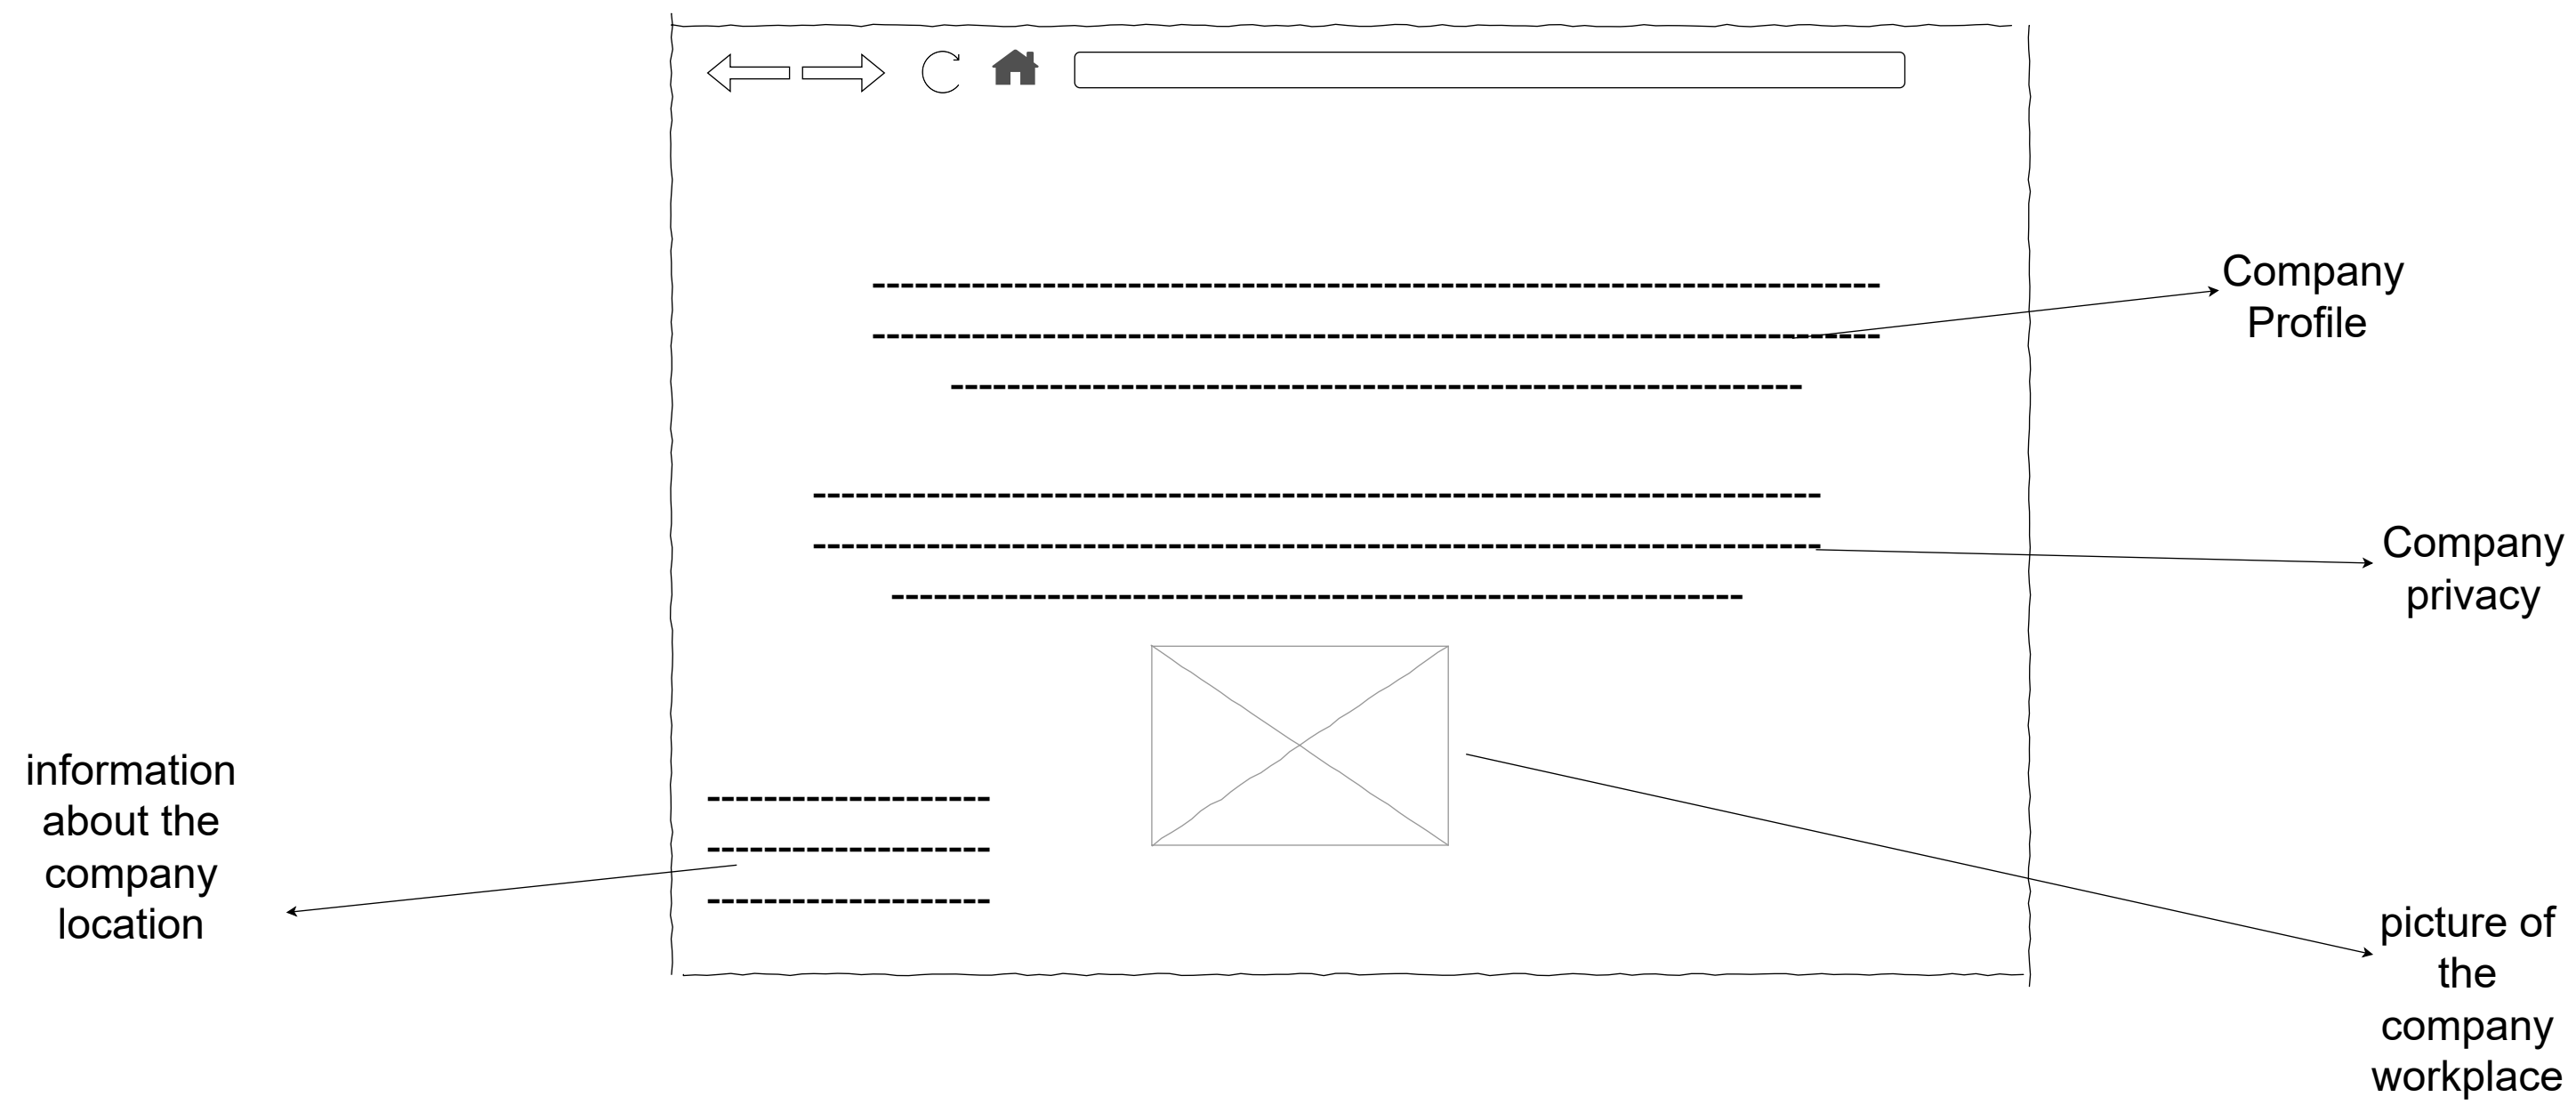 Company
Profile
Company
privacy
information
about the
company
location
picture of
the
company
workplace